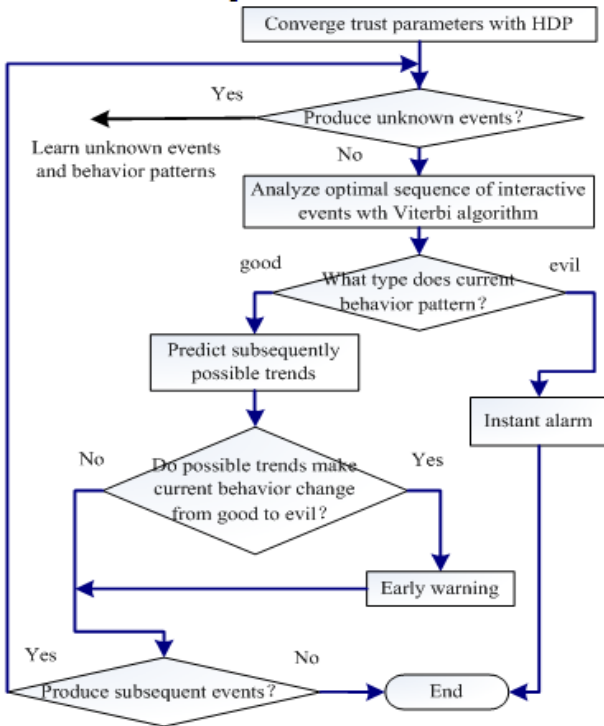 Converge trust parameters with HDP
Yes
Produce unknown events?
Learn unknown events
and behavior patterns
No
Analyze optimal sequence of interactive
events wth Viterbi algorithm
good
evil
What type does current
behavior pattern?
Predict subsequently
possible trends
Instant alarm
No
Yes
Do possible trends make
current behavior change
from good to evil?
Early warning
Yes
No
Produce subsequent events?
End